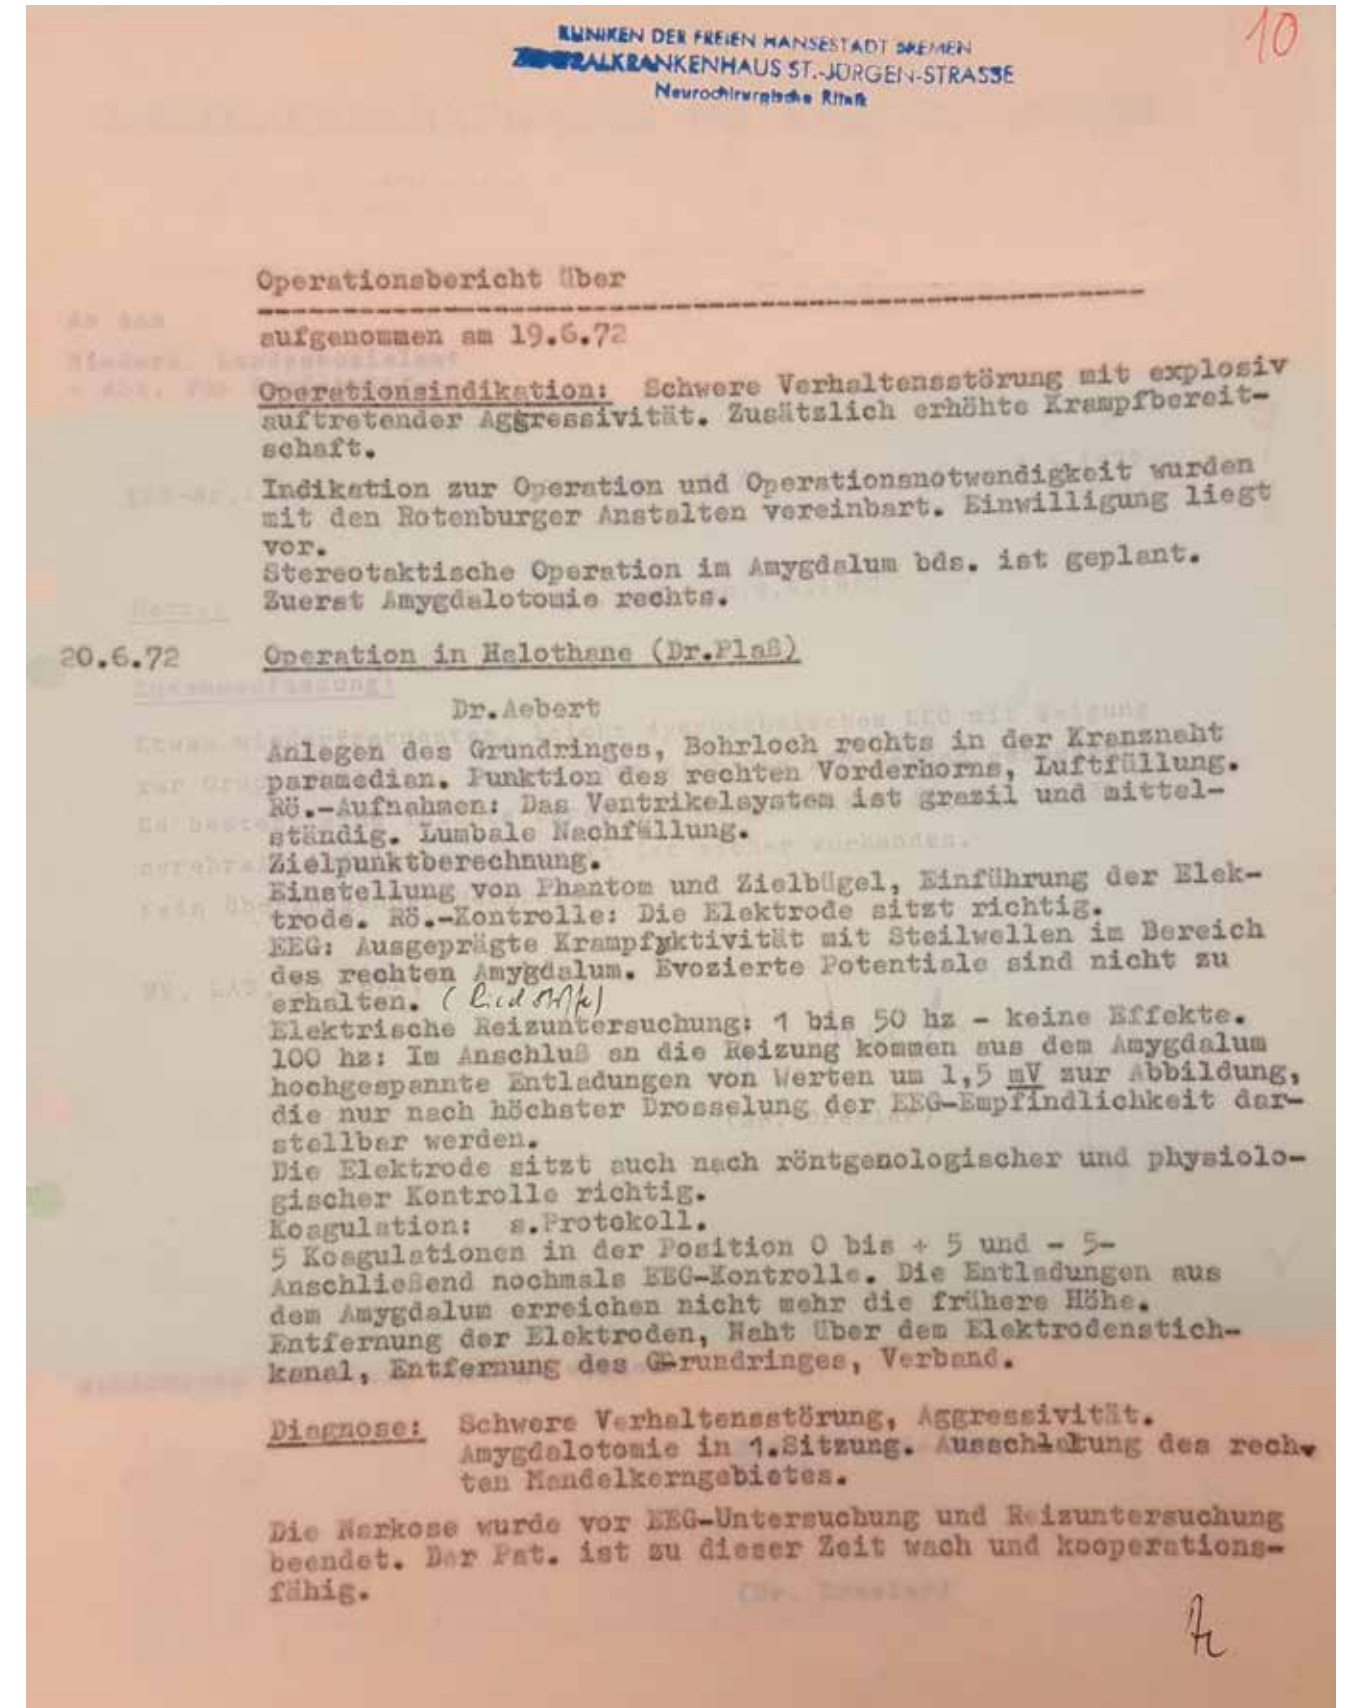 10
KLINIKEN DER FREIEN HANSESTADT BREMEN
ZENTRALKRANKENHAUS ST.-JÜRGEN-STRASSE
Neurochirurgische Klinik
Operationsbericht über
aufgenommen am 19.6.72
Operationsindikation: Schwere Verhaltensstörung mit explosiv
auftretender Aggressivität. Zusätzlich erhöhte Krampfbereit-
schaft.
Indikation zur Operation und Operationsnotwendigkeit wurden
mit den Rotenburger Anstalten vereinbart. Einwilligung liegt
vor.
Stereotaktische Operation im Amygdalum bds. ist geplant.
Zuerst Amygdalotomie rechts.
20.6.72 Operation in Halothane (Dr.Plaß)
Dr.Aebert
Anlegen des Grundringes, Bohrloch rechts in der Kranznaht
paramedian. Punktion des rechten Vorderhorns, Luftfüllung.
Rö.-Aufnahmen: Das Ventrikelsystem ist grazil und mittel-
ständig. Lumbale Nachfüllung.
Zielpunktberechnung.
Einstellung von Phantom und Zielbügel, Einführung der Elek-
trode. Rö.-Kontrolle: Die Elektrode sitzt richtig.
EEG: Ausgeprägte Krampfaktivität mit Steilwellen im Bereich
des rechten Amygdalum. Evozierte Potentiale sind nicht zu
erhalten. (Riechstoffe)
Elektrische Reizuntersuchung: 1 bis 50 hz - keine Effekte.
100 hz: Im Anschluß an die Reizung kommen aus dem Amygdalum
hochgespannte Entladungen von Werten um 1,5 mV zur Abbildung,
die nur nach höchster Drosselung der EEG-Empfindlichkeit dar-
stellbar werden.
Die Elektrode sitzt auch nach röntgenologischer und physiolo-
gischer Kontrolle richtig.
Koagulation: s.Protokoll.
5 Koagulationen in der Position 0 bis + 5 und - 5-
Anschließend nochmals EEG-Kontrolle. Die Entladungen aus
dem Amygdalum erreichen nicht mehr die frühere Höhe.
Entfernung der Elektroden, Naht über dem Elektrodenstich-
kanal, Entfernung des Grundringes, Verband.
Diagnose: Schwere Verhaltensstörung, Aggressivität.
Amygdalotomie in 1.Sitzung. Ausschaltung des rech-
ten Mandelkerngebietes.
Die Narkose wurde vor EEG-Untersuchung und Reizuntersuchung
beendet. Der Pat. ist zu dieser Zeit wach und kooperations-
fähig.